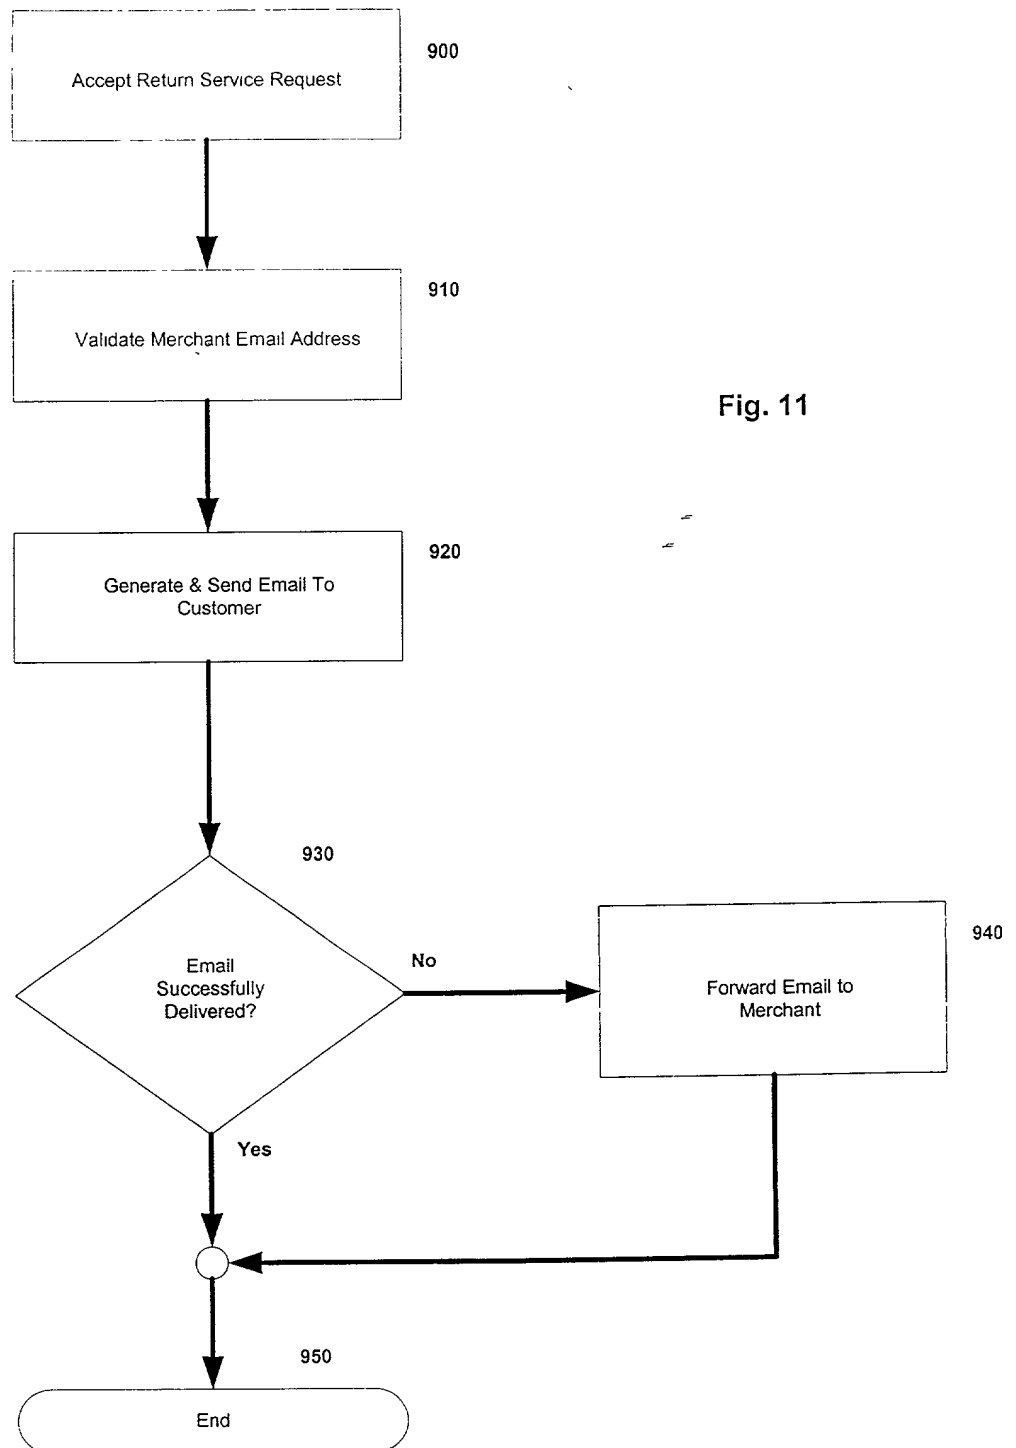 900
Accept Return Service Request
910
Validate Merchant Email Address
Fig. 11
920
Generate & Send Email To
Customer
930
Email
Successfully
Delivered?
No
940
Forward Email to
Merchant
Yes
950
End